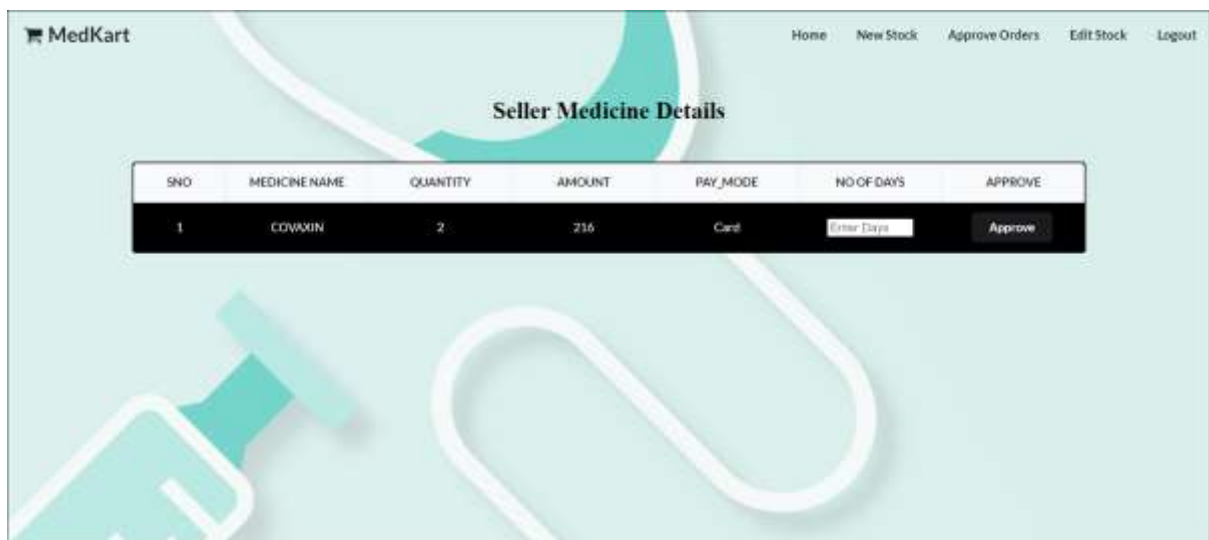 MedKart
Home New Stock Approve Orders Edit Stock Logout
Seller Medicine Details
SNO MEDICINE NAME QUANTITY AMOUNT PAY_MODE NO OF DAYS APPROVE
1 COVAXIN 2 216 Card Enter Days Approve